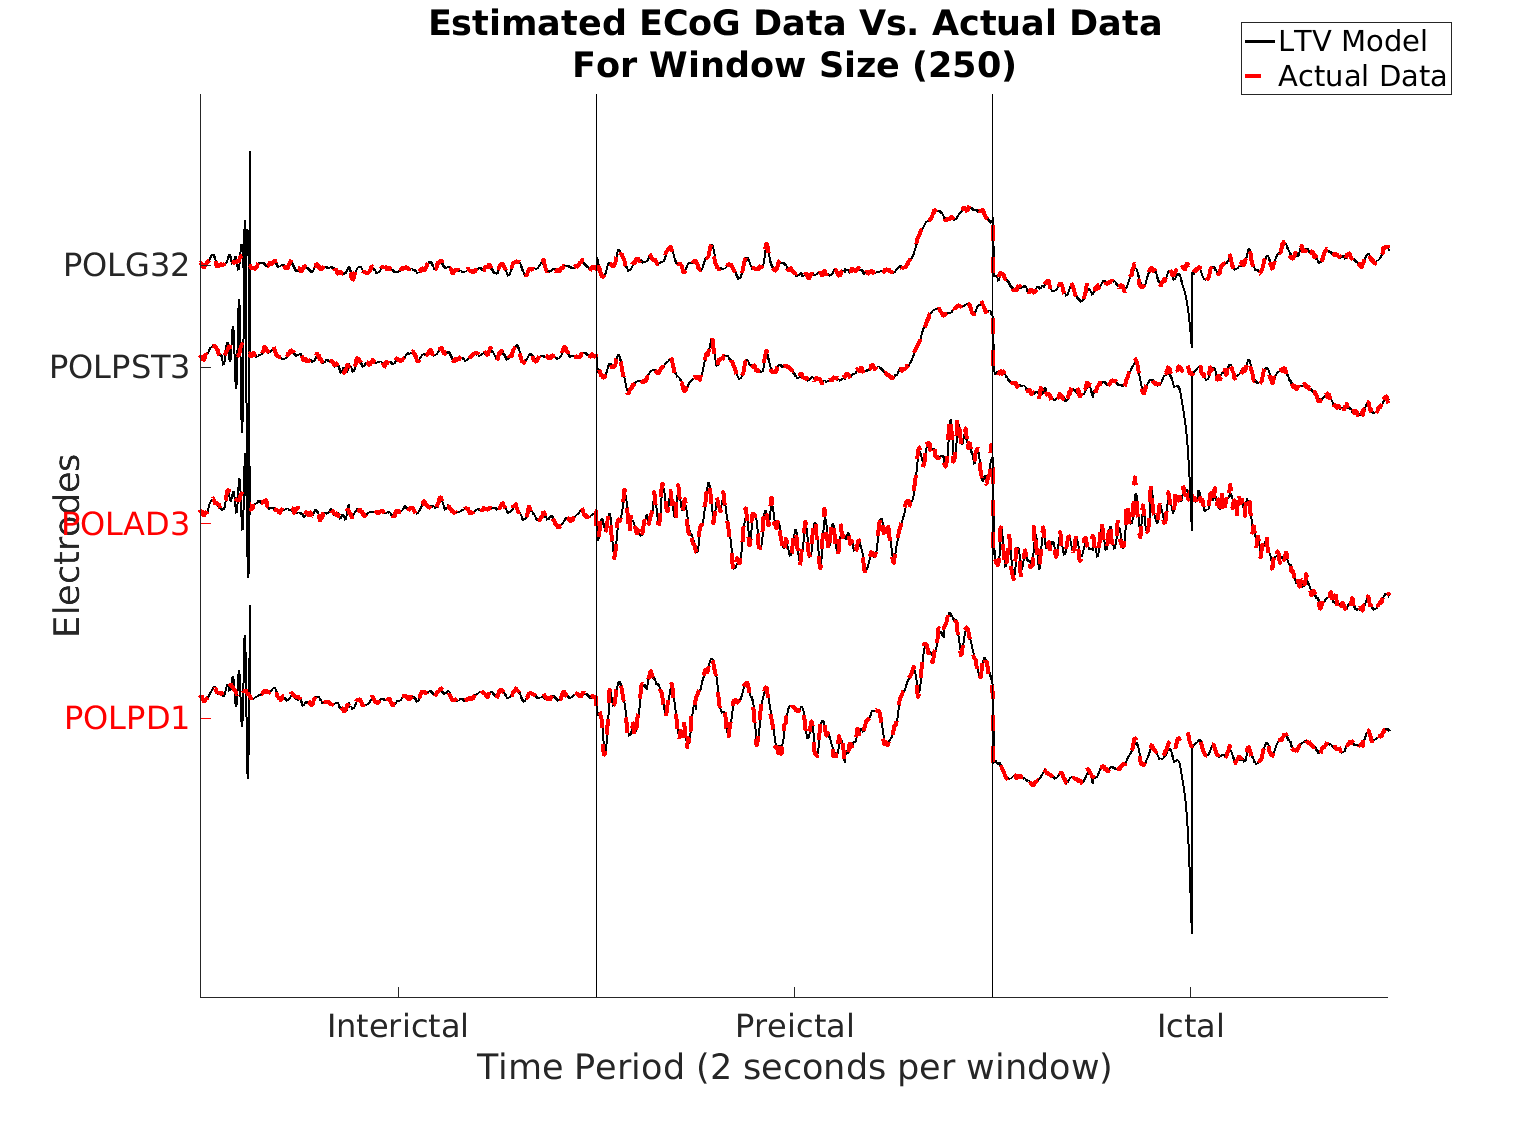 Estimated ECoG Data Vs. Actual Data
For Window Size (250)
LTV Model
Actual Data
POLG32
POLPST3
POLAD3
POLPD1
Electrodes
Interictal
Preictal
Ictal
Time Period (2 seconds per window)